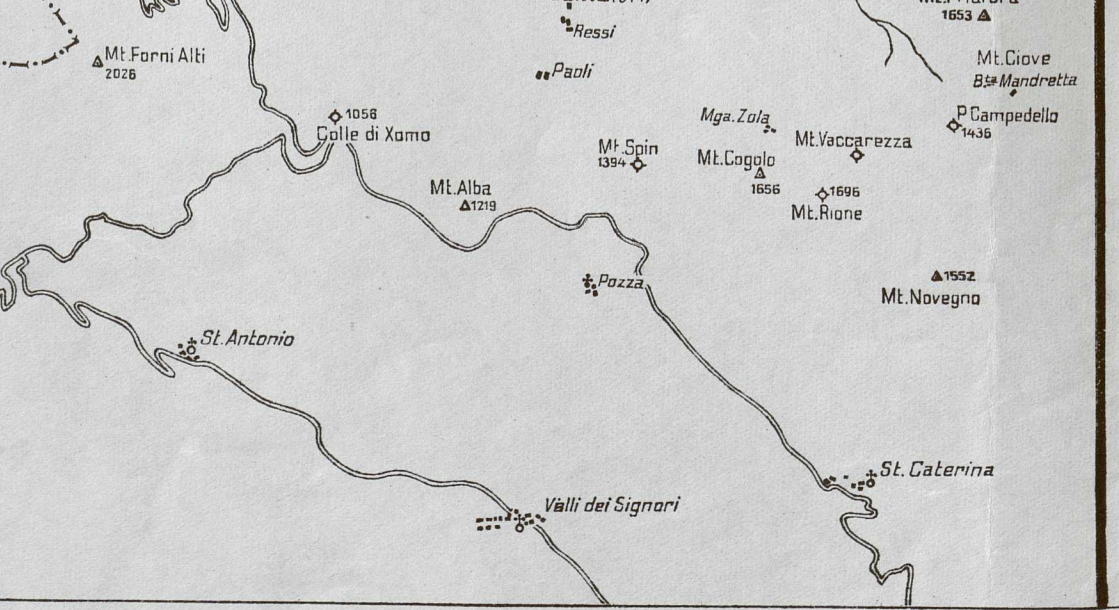 1653
Ressi
Mt.Forni Alti
2026
Mt.Giove
Paoli
Bta Mandretta
1056
Colle di Xomo
Mga.Zola
P Campedello
1436
Mt.Vaccarezza
Mt.Spin
1394
Mt.Cogolo
1656
Mt.Alba
1219
1696
Mt.Rione
1552
Mt.Novegno
Pozza
St.Antonio
St.Caterina
Valli dei Signori